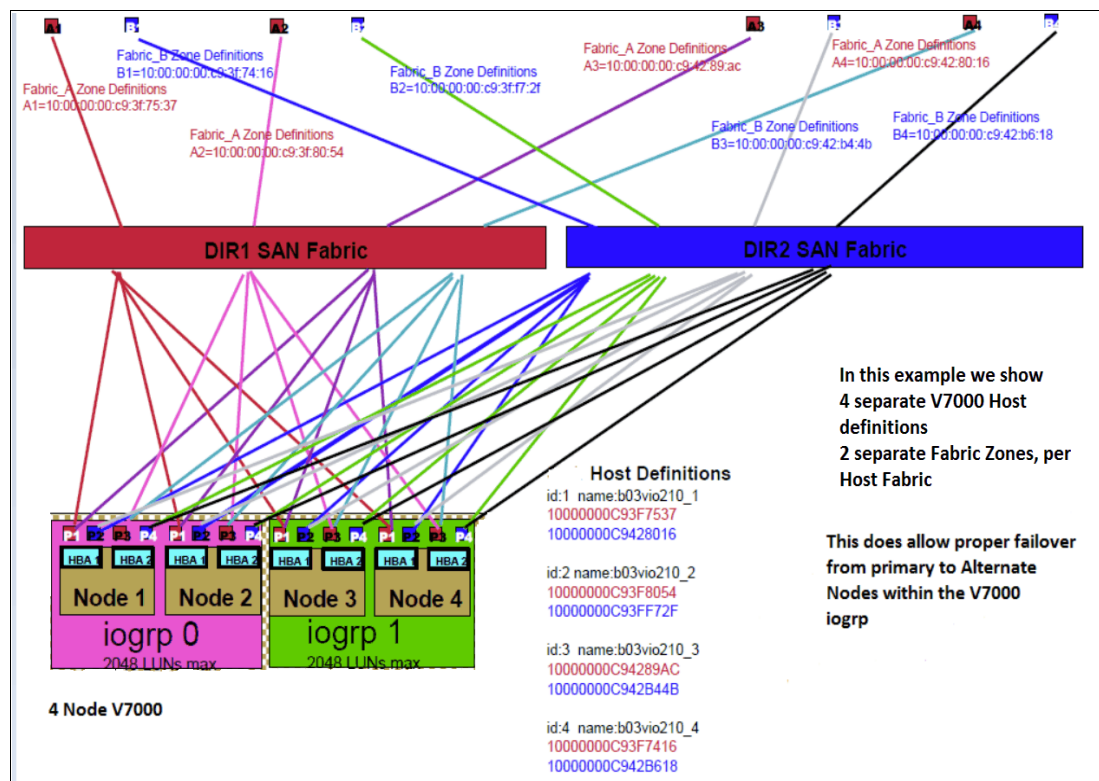 A1
B1
A2
B2
A3
B3
A4
B4
Fabric_B Zone Definitions
B1=10:00:00:00:c9:3f:74:16
Fabric_A Zone Definitions
A1=10:00:00:00:c9:3f:75:37
Fabric_A Zone Definitions
A2=10:00:00:00:c9:3f:80:54
Fabric_B Zone Definitions
B2=10:00:00:00:c9:3f:f7:2f
Fabric_A Zone Definitions
A3=10:00:00:00:c9:42:89:ac
Fabric_A Zone Definitions
A4=10:00:00:00:c9:42:80:16
Fabric_B Zone Definitions
B3=10:00:00:00:c9:42:b4:4b
Fabric_B Zone Definitions
B4=10:00:00:00:c9:42:b6:18
DIR1 SAN Fabric
DIR2 SAN Fabric
In this example we show
4 separate V7000 Host
definitions
2 separate Fabric Zones, per
Host Fabric
This does allow proper failover
from primary to Alternate
Nodes within the V7000
iogrp
Host Definitions
id:1 name:b03vio210_1
10000000C93F7537
10000000C9428016
id:2 name:b03vio210_2
10000000C93F8054
10000000C93FF72F
id:3 name:b03vio210_3
10000000C94289AC
10000000C942B44B
id:4 name:b03vio210_4
10000000C93F7416
10000000C942B618
P1 P2 P3 P4 P1 P2 P3 P4 P1 P2 P3 P4 P1 P2 P3 P4
HBA 1 HBA 2 HBA 1 HBA 2 HBA 1 HBA 2 HBA 1 HBA 2
Node 1 Node 2 Node 3 Node 4
iogrp 0 iogrp 1
2048 LUNs max. 2048 LUNs max.
4 Node V7000